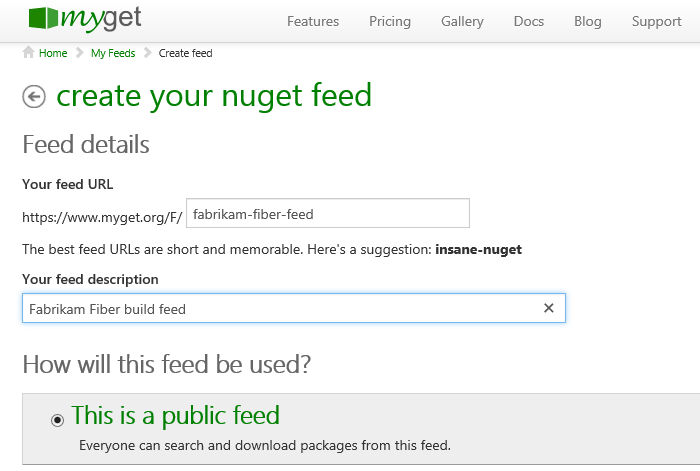 myget Features Pricing Gallery Docs Blog Support
Home My Feeds Create feed
create your nuget feed
Feed details
Your feed URL
https://www.myget.org/F/ fabrikam-fiber-feed
The best feed URLs are short and memorable. Here's a suggestion: insane-nuget
Your feed description
Fabrikam Fiber build feed
How will this feed be used?
This is a public feed
Everyone can search and download packages from this feed.